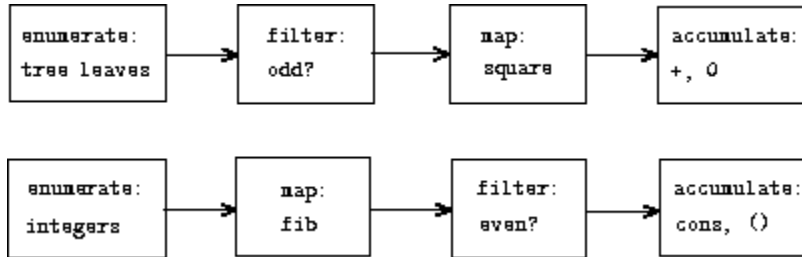 enumerate:
tree leaves
filter:
odd?
map:
square
accumulate:
+, 0
enumerate:
integers
map:
fib
filter:
even?
accumulate:
cons, ()